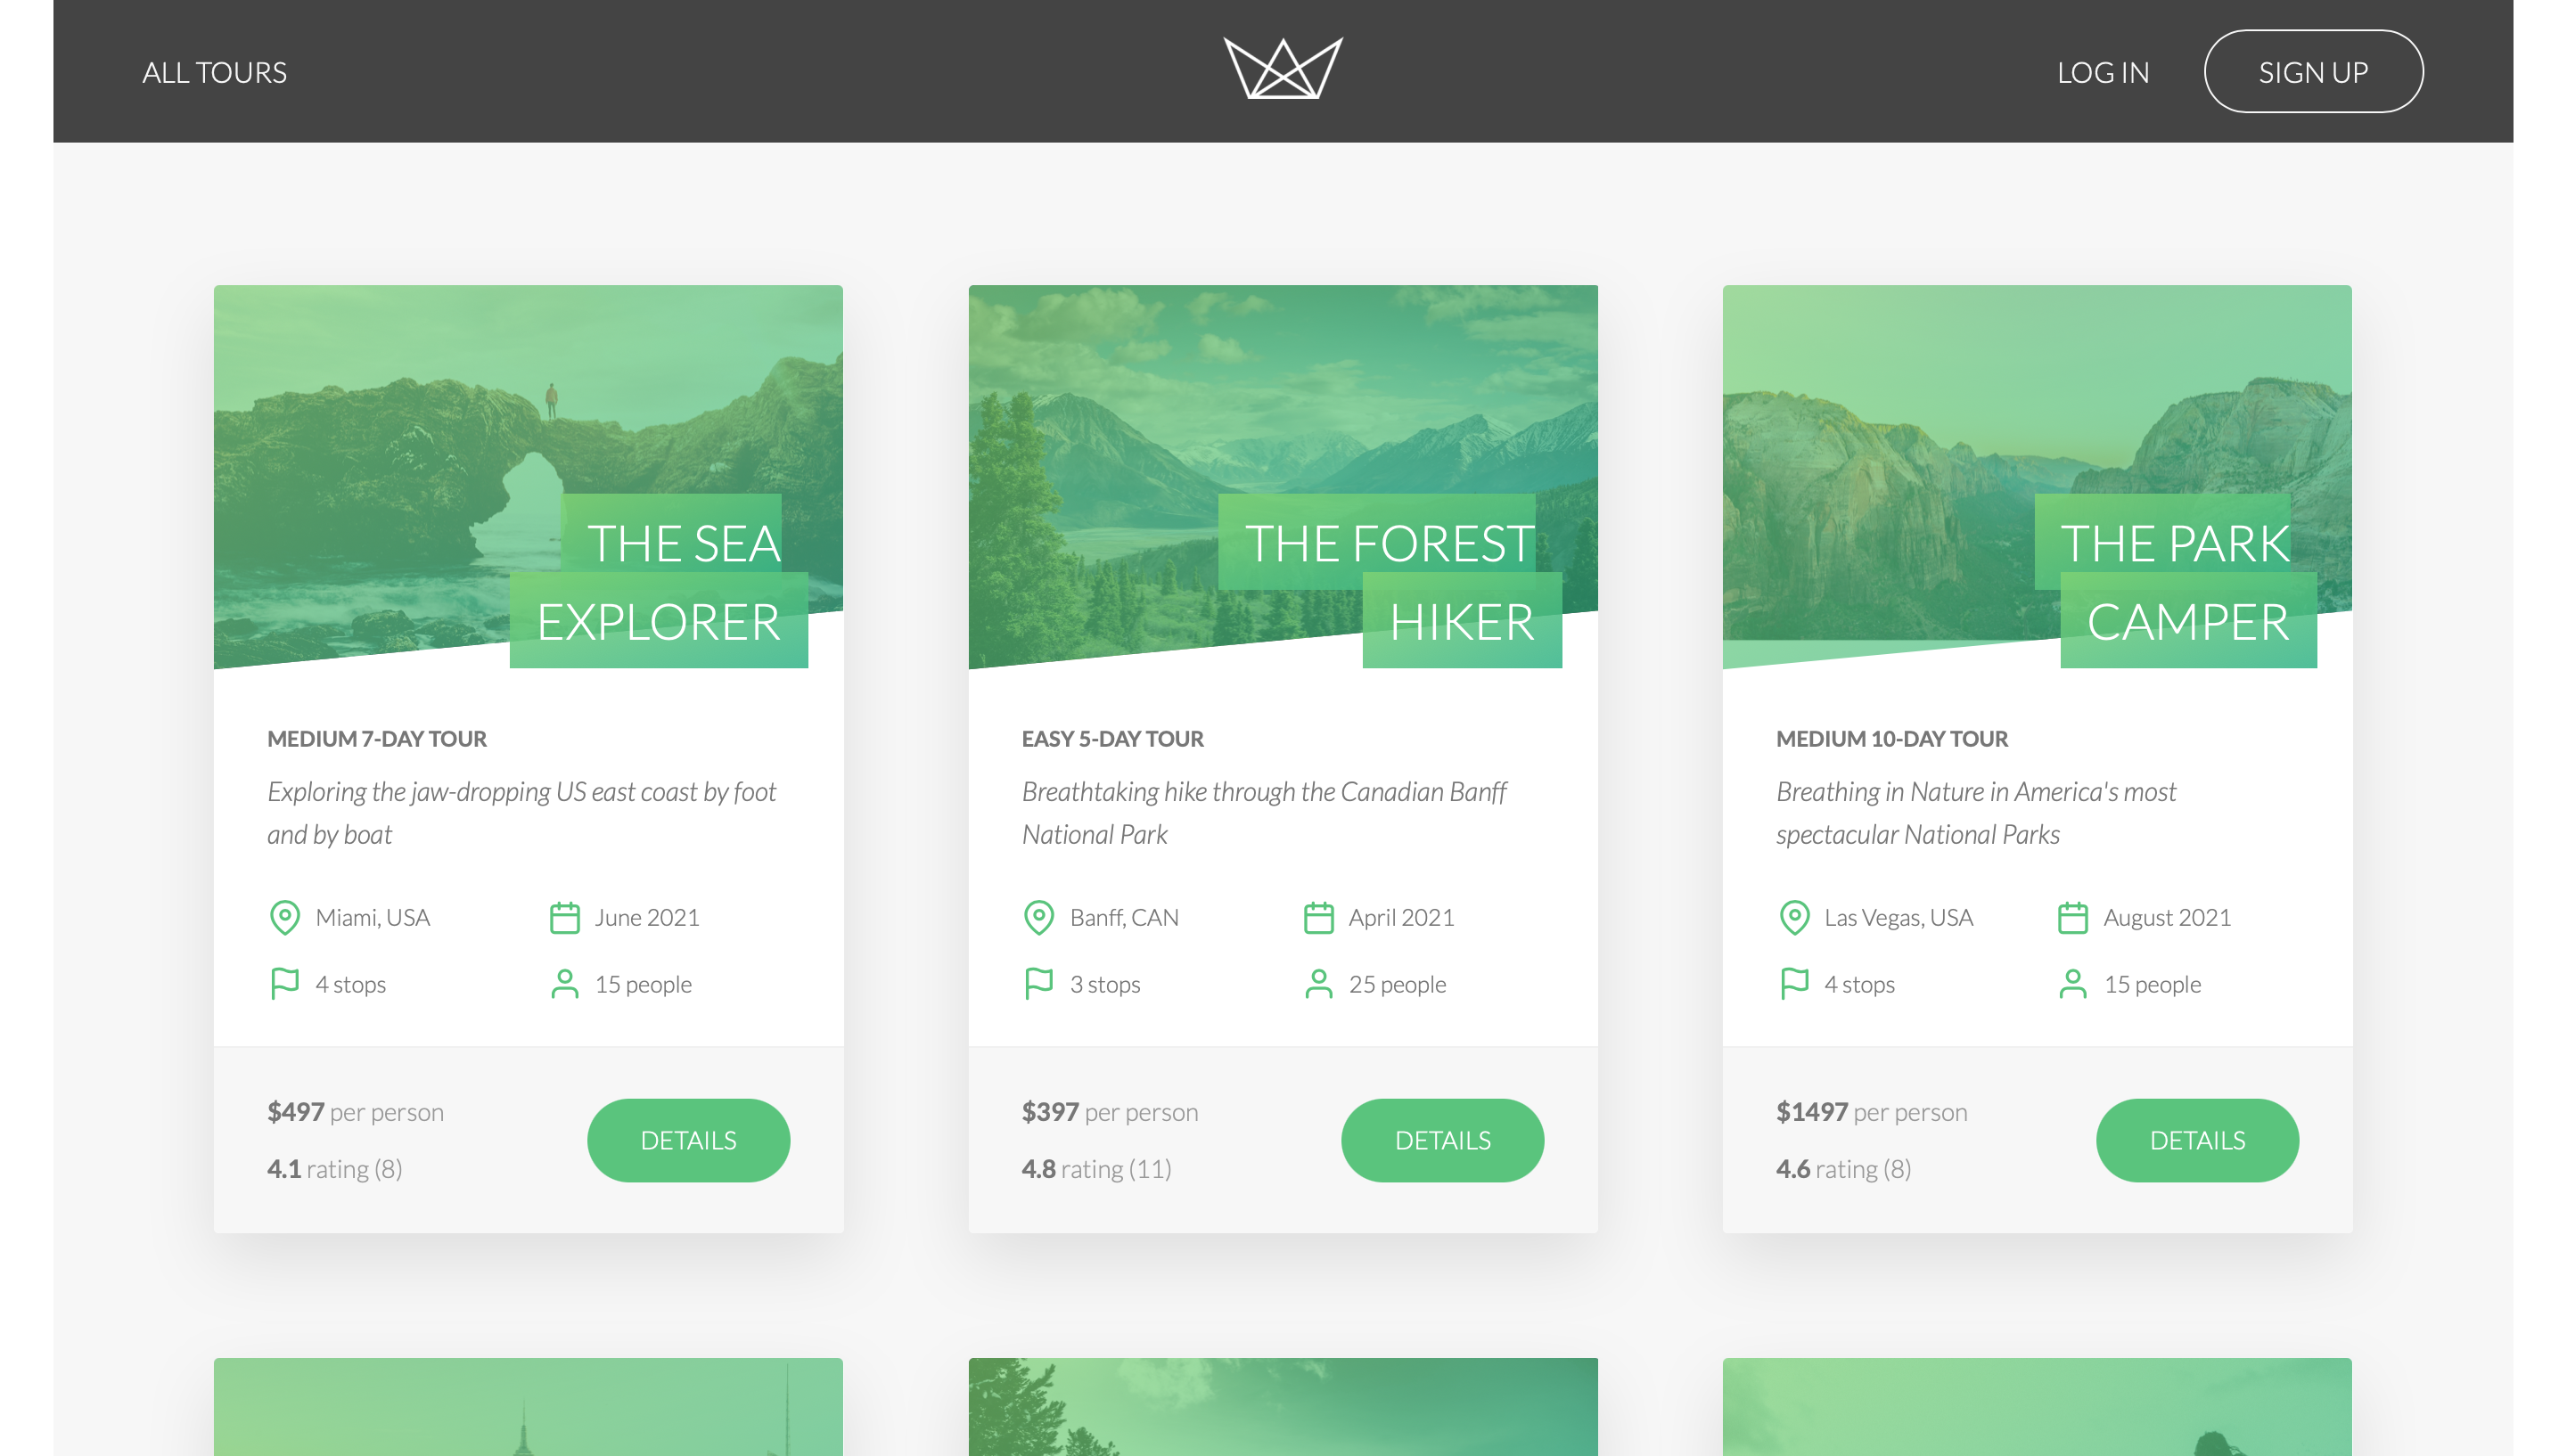 ALL TOURS
LOG IN
SIGN UP
THE SEA
EXPLORER
MEDIUM 7-DAY TOUR
Exploring the jaw-dropping US east coast by foot
and by boat
Miami, USA
June 2021
4 stops
15 people
$497 per person
4.1 rating (8)
DETAILS
THE FOREST
HIKER
EASY 5-DAY TOUR
Breathtaking hike through the Canadian Banff
National Park
Banff, CAN
April 2021
3 stops
25 people
$397 per person
4.8 rating (11)
DETAILS
THE PARK
CAMPER
MEDIUM 10-DAY TOUR
Breathing in Nature in America's most
spectacular National Parks
Las Vegas, USA
August 2021
4 stops
15 people
$1497 per person
4.6 rating (8)
DETAILS